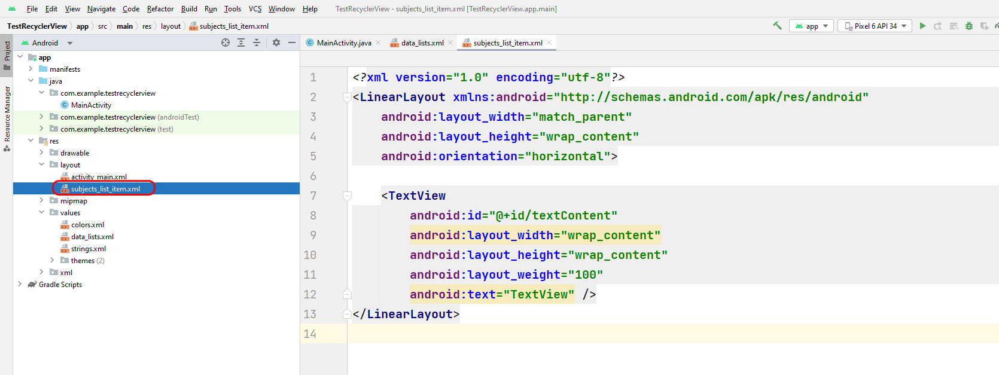 File Edit View Navigate Code Refactor Build Run Tools VCS Window Help TestRecyclerView - subjects_list_item.xml [TestRecyclerView.app.main]
TestRecyclerView app src main res layout subjects_list_item.xml app Pixel 6 API 34
Project
Resource Manager
Android
MainActivity.java data_lists.xml subjects_list_item.xml
app
manifests
java
com.example.testrecyclerview
MainActivity
com.example.testrecyclerview (androidTest)
com.example.testrecyclerview (test)
res
drawable
layout
activity_main.xml
subjects_list_item.xml
mipmap
values
colors.xml
data_lists.xml
strings.xml
themes (2)
xml
Gradle Scripts
1 <?xml version="1.0" encoding="utf-8"?>
2 <LinearLayout xmlns:android="http://schemas.android.com/apk/res/android"
3 android:layout_width="match_parent"
4 android:layout_height="wrap_content"
5 android:orientation="horizontal">
6
7 <TextView
8 android:id="@+id/textContent"
9 android:layout_width="wrap_content"
10 android:layout_height="wrap_content"
11 android:layout_weight="100"
12 android:text="TextView" />
13 </LinearLayout>
14